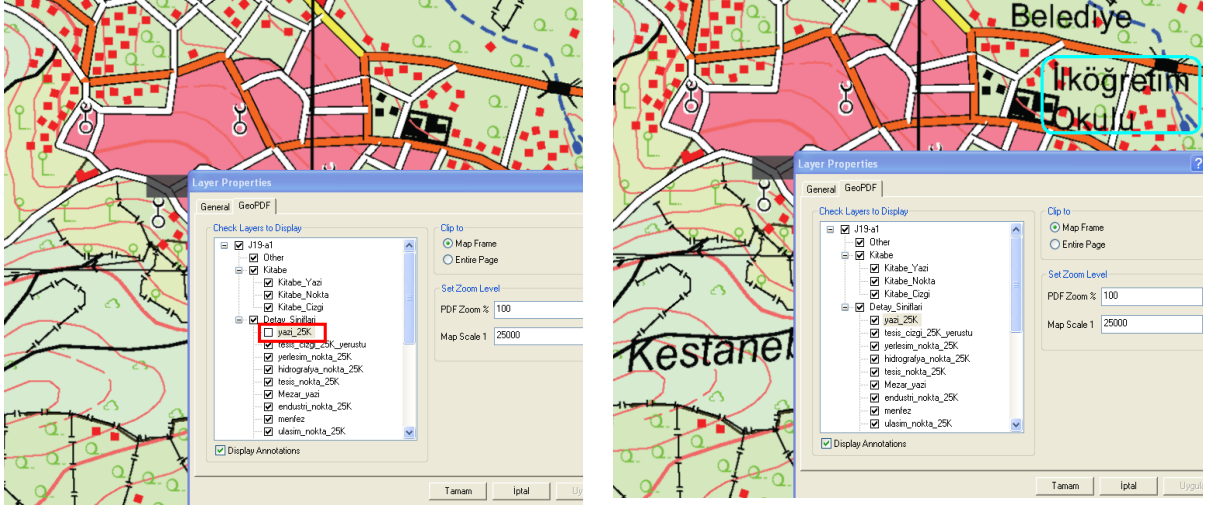 Layer Properties
General GeoPDF
Check Layers to Display
J19-a1
Other
Kitabe
Kitabe_Yazi
Kitabe_Nokta
Kitabe_Cizgi
Detay_Siniflari
yazi_25K
tesis_cizgi_25K_yerustu
yerlesim_nokta_25K
hidrografya_nokta_25K
tesis_nokta_25K
Mezar_yazi
endustri_nokta_25K
menfez
ulasim_nokta_25K
Display Annotations
Clip to
Map Frame
Entire Page
Set Zoom Level
PDF Zoom % 100
Map Scale 1 25000
Tamam İptal
Belediye
İlköğretim
Okulu
Kestanel
Layer Properties ?
General GeoPDF
Check Layers to Display
J19-a1
Other
Kitabe
Kitabe_Yazi
Kitabe_Nokta
Kitabe_Cizgi
Detay_Siniflari
yazi_25K
tesis_cizgi_25K_yerustu
yerlesim_nokta_25K
hidrografya_nokta_25K
tesis_nokta_25K
Mezar_yazi
endustri_nokta_25K
menfez
ulasim_nokta_25K
Display Annotations
Clip to
Map Frame
Entire Page
Set Zoom Level
PDF Zoom % 100
Map Scale 1 25000
Tamam İptal Uygul